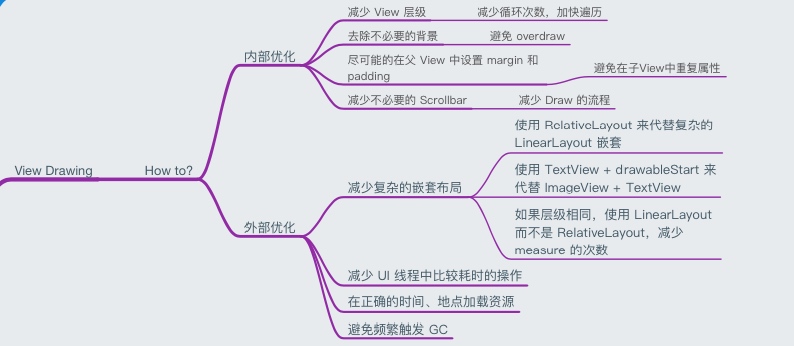 View Drawing
How to?
内部优化
减少 View 层级
减少循环次数，加快遍历
去除不必要的背景
避免 overdraw
尽可能的在父 View 中设置 margin 和
padding
避免在子View中重复属性
减少不必要的 Scrollbar
减少 Draw 的流程
外部优化
减少复杂的嵌套布局
使用 RelativeLayout 来代替复杂的
LinearLayout 嵌套
使用 TextView + drawableStart 来
代替 ImageView + TextView
如果层级相同，使用 LinearLayout
而不是 RelativeLayout，减少
measure 的次数
减少 UI 线程中比较耗时的操作
在正确的时间、地点加载资源
避免频繁触发 GC